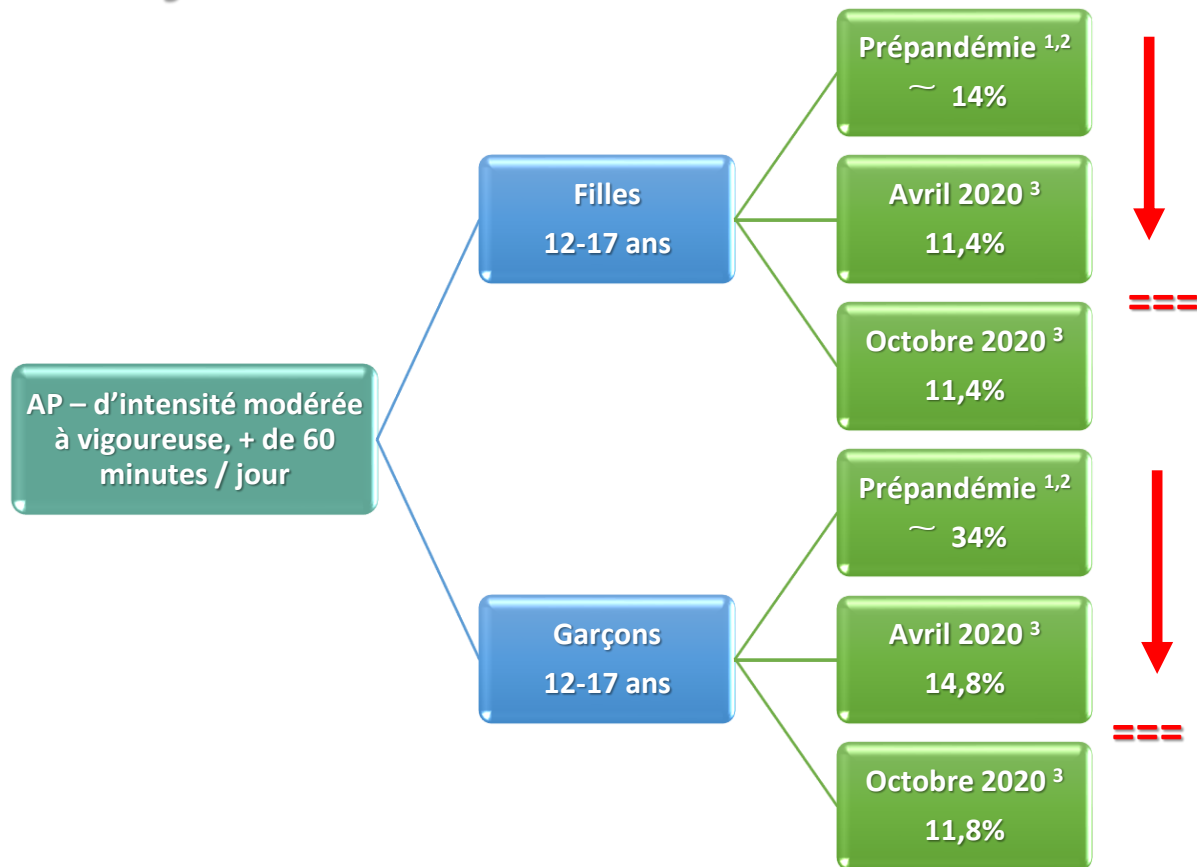 AP – d'intensité modérée
à vigoureuse, + de 60
minutes / jour
Filles
12-17 ans
Prépandémie 1,2
~ 14%
Avril 2020 3
11,4%
Octobre 2020 3
11,4%
===
Garçons
12-17 ans
Prépandémie 1,2
~ 34%
Avril 2020 3
14,8%
Octobre 2020 3
11,8%
===